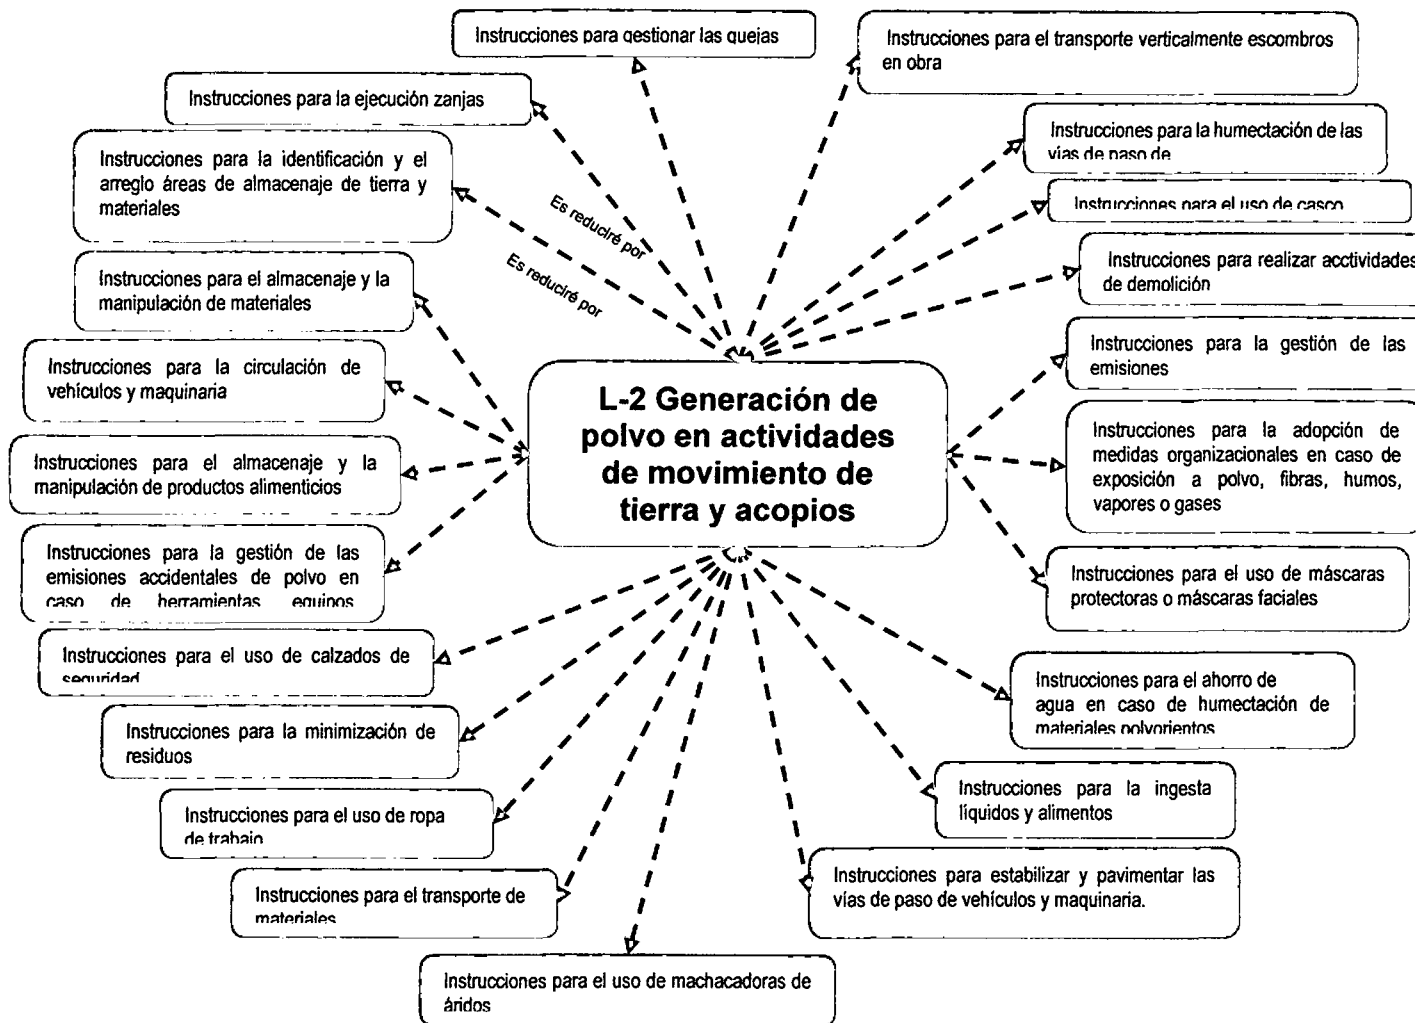 Instrucciones para gestionar las quejas
Instrucciones para el transporte verticalmente escombros
en obra
Instrucciones para la ejecución zanjas
Instrucciones para la humectación de las
vías de paso de
Instrucciones para la identificación y el
arreglo áreas de almacenaje de tierra y
materiales
Instrucciones para el uso de casco
Es reduciré por
Es reduciré por
Instrucciones para realizar acctividades
de demolición
Instrucciones para el almacenaje y la
manipulación de materiales
Instrucciones para la gestión de las
emisiones
Instrucciones para la circulación de
vehículos y maquinaria
L-2 Generación de
polvo en actividades
de movimiento de
tierra y acopios
Instrucciones para la adopción de
medidas organizacionales en caso de
exposición a polvo, fibras, humos,
vapores o gases
Instrucciones para el almacenaje y la
manipulación de productos alimenticios
Instrucciones para la gestión de las
emisiones accidentales de polvo en
caso de herramientas equipos
Instrucciones para el uso de máscaras
protectoras o máscaras faciales
Instrucciones para el uso de calzados de
seguridad
Instrucciones para el ahorro de
agua en caso de humectación de
materiales polvorientos
Instrucciones para la minimización de
residuos
Instrucciones para la ingesta
líquidos y alimentos
Instrucciones para el uso de ropa
de trabajo
Instrucciones para estabilizar y pavimentar las
vías de paso de vehículos y maquinaria.
Instrucciones para el transporte de
materiales
Instrucciones para el uso de machacadoras de
áridos